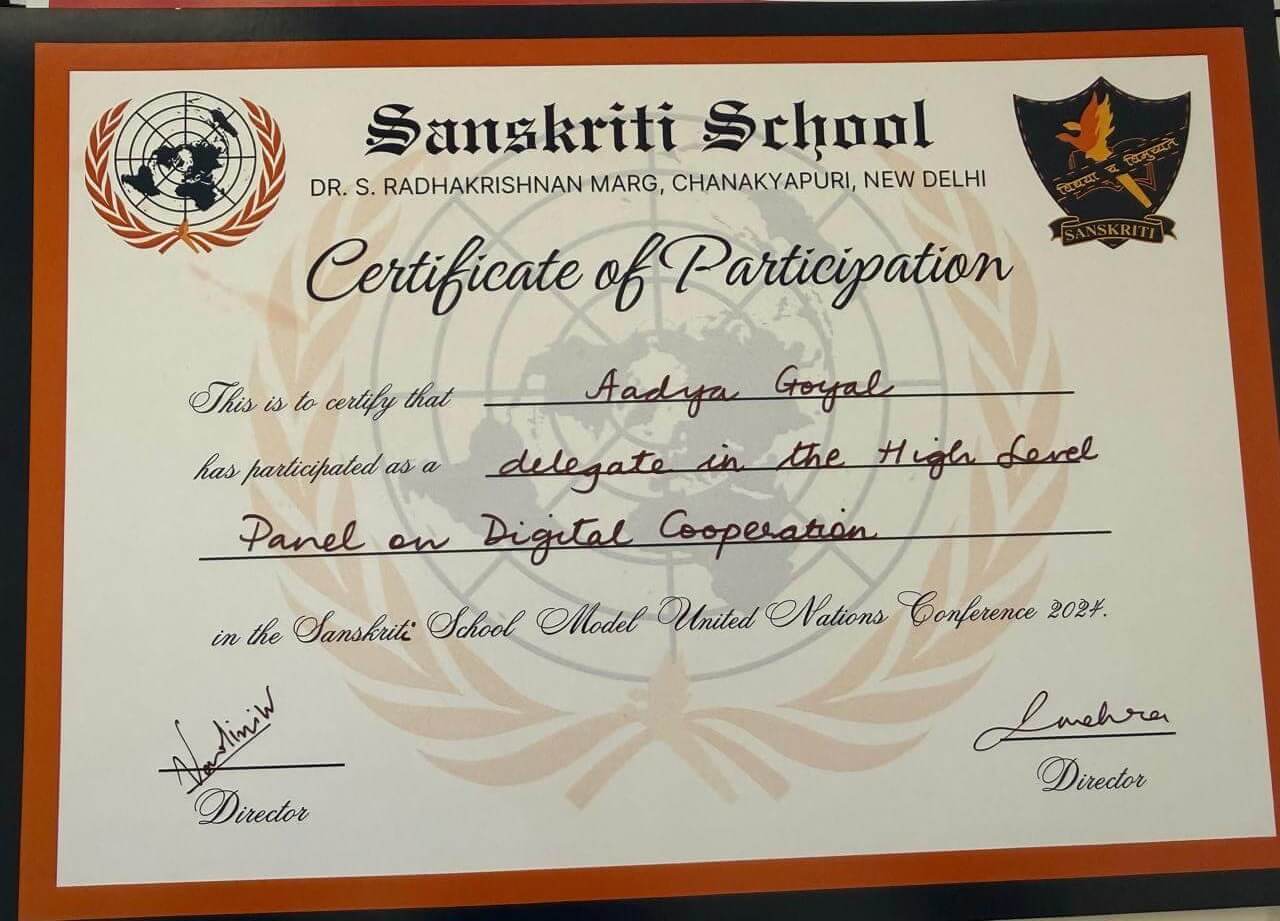 Sanskriti School
DR. S. RADHAKRISHNAN MARG, CHANAKYAPURI, NEW DELHI
विद्यया च विमुच्यते
SANSKRITI
Certificate of Participation
This is to certify that Aadya Goyal
has participated as a delegate in the High Level
Panel on Digital Cooperation
in the Sanskriti School Model United Nations Conference 2024.
Director
Director